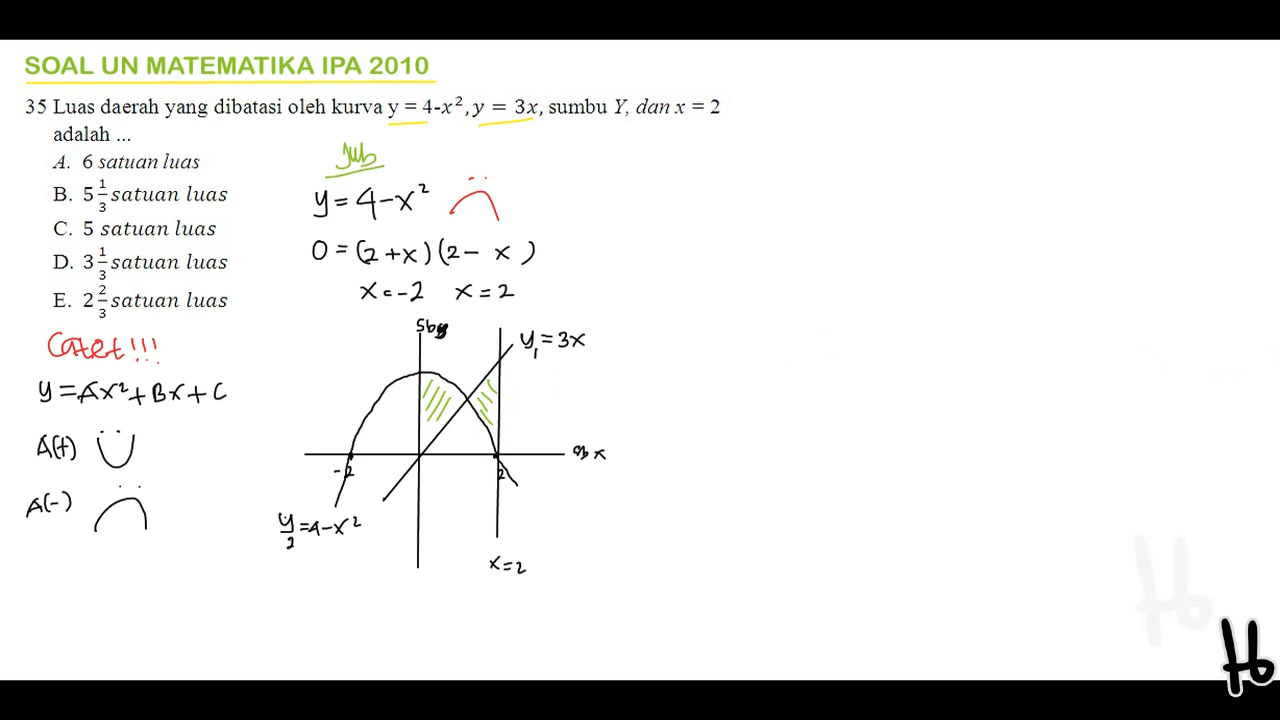 SOAL UN MATEMATIKA IPA 2010
35 Luas daerah yang dibatasi oleh kurva y = 4-x², y = 3x, sumbu Y, dan x = 2
adalah ...
A. 6 satuan luas
B. 5 1/3 satuan luas
C. 5 satuan luas
D. 3 1/3 satuan luas
E. 2 2/3 satuan luas
Jwb
y = 4 - x²
0 = (2 + x) (2 - x)
x = -2 x = 2
Catet!!!
y = Ax² + Bx + C
A(+)
A(-)
Sby
y₁ = 3x
Sb x
-2
2
y₂ = 4 - x²
x = 2
Hb